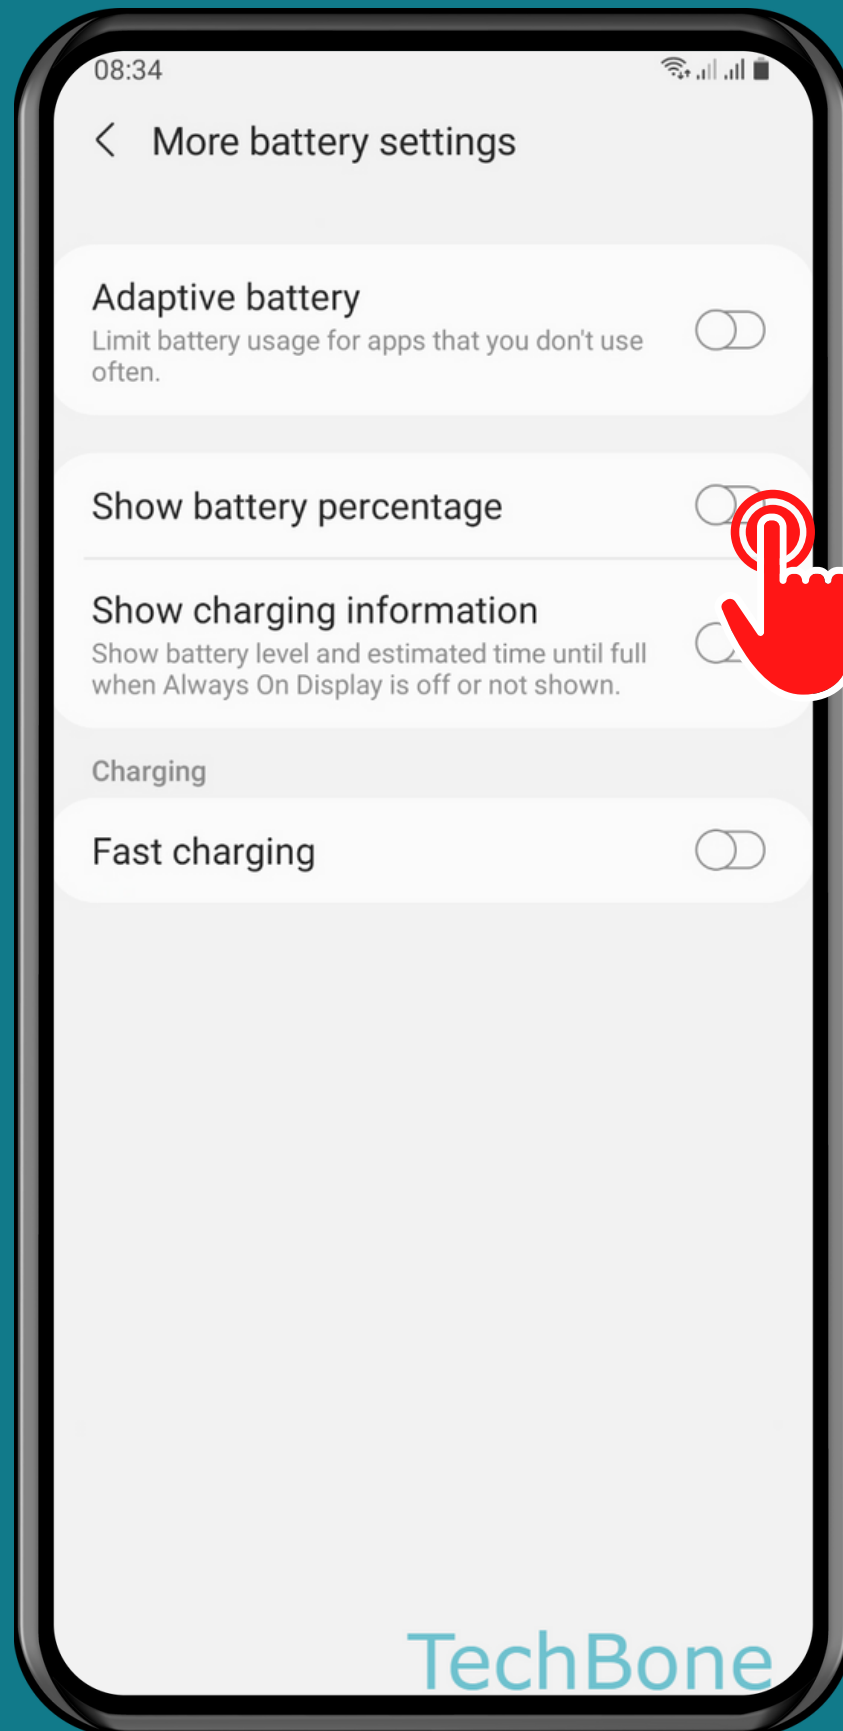 08:34
More battery settings
Adaptive battery
Limit battery usage for apps that you don't use
often.
Show battery percentage
Show charging information
Show battery level and estimated time until full
when Always On Display is off or not shown.
Charging
Fast charging
TechBone